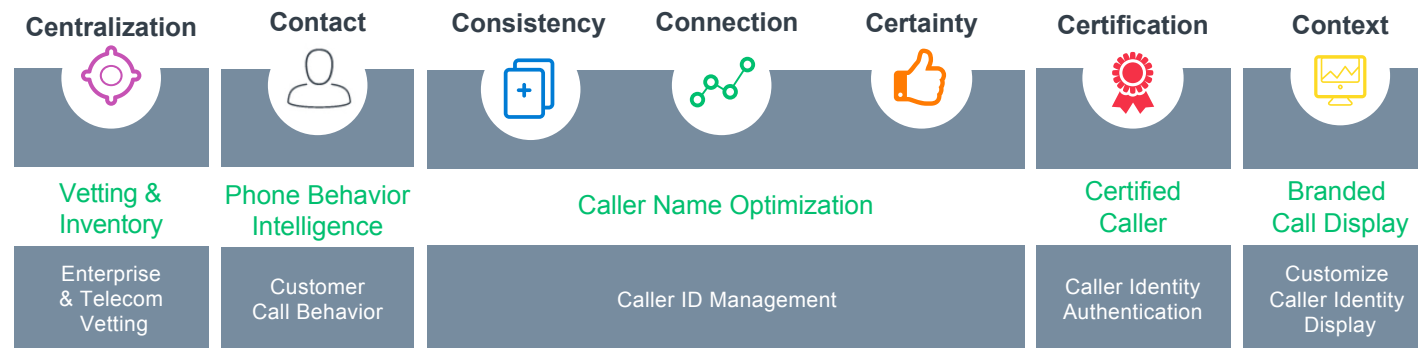 Centralization
Contact
Consistency
Connection
Certainty
Certification
Context
Vetting &
Inventory
Phone Behavior
Intelligence
Caller Name Optimization
Certified
Caller
Branded
Call Display
Enterprise
& Telecom
Vetting
Customer
Call Behavior
Caller ID Management
Caller Identity
Authentication
Customize
Caller Identity
Display